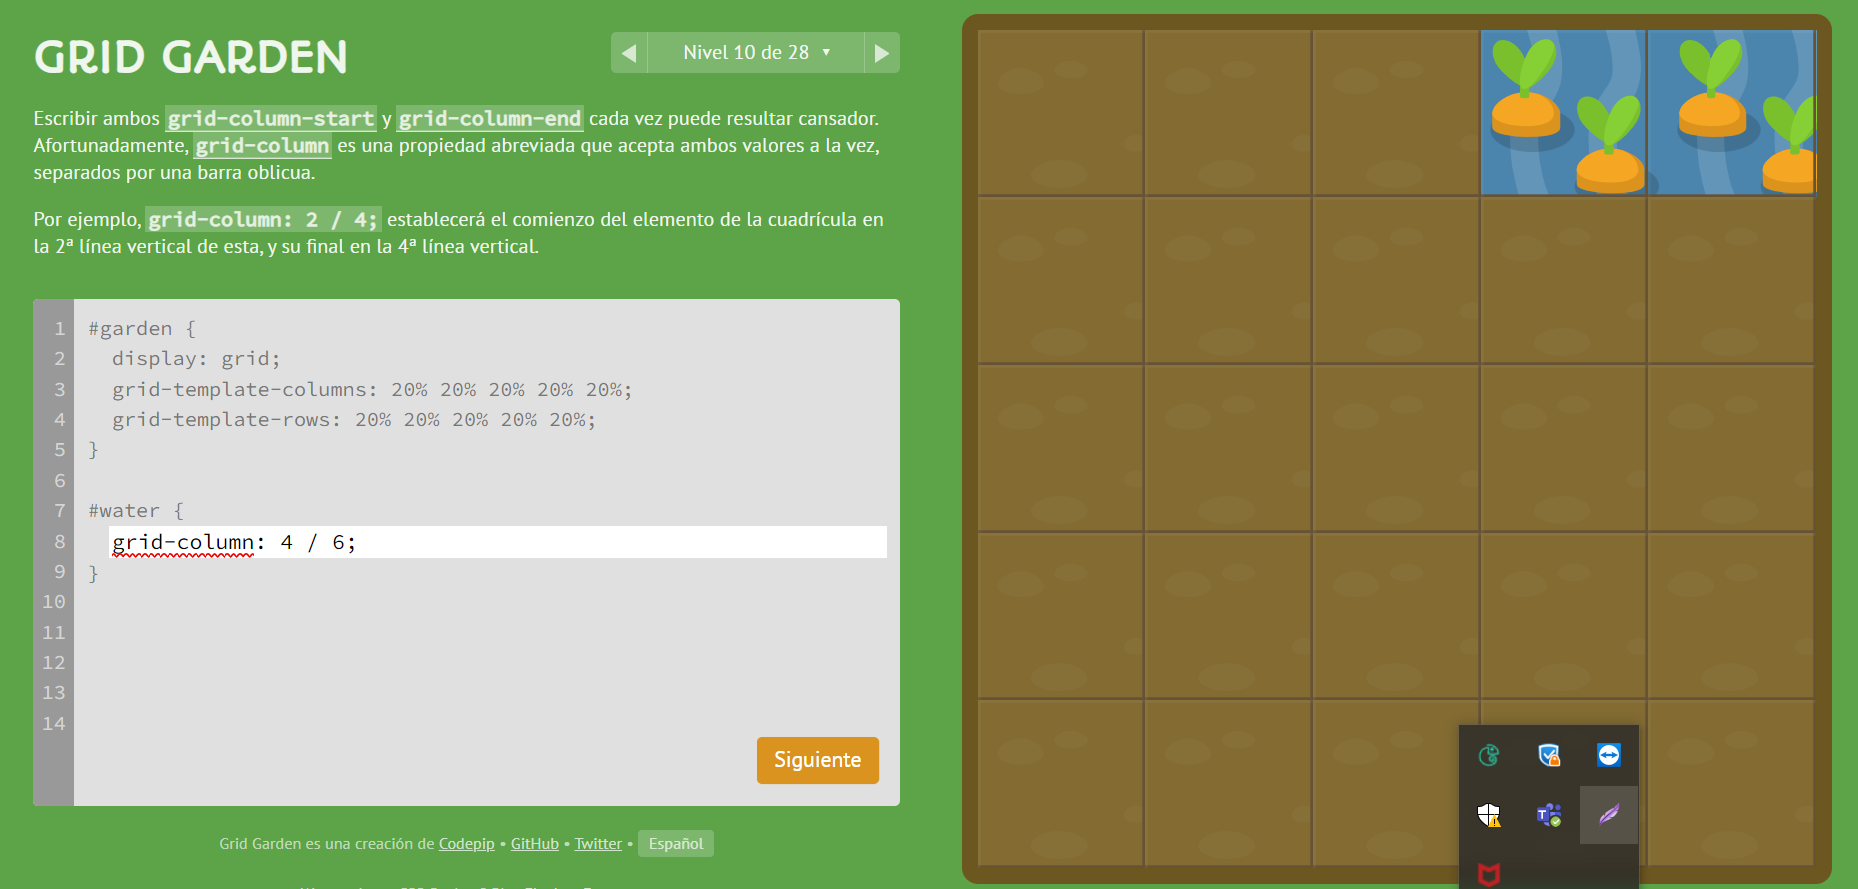 GRID GARDEN
Nivel 10 de 28
Escribir ambos grid-column-start y grid-column-end cada vez puede resultar cansador.
Afortunadamente, grid-column es una propiedad abreviada que acepta ambos valores a la vez,
separados por una barra oblicua.
Por ejemplo, grid-column: 2 / 4; establecerá el comienzo del elemento de la cuadrícula en
la 2ª línea vertical de esta, y su final en la 4ª línea vertical.
1 #garden {
2 display: grid;
3 grid-template-columns: 20% 20% 20% 20% 20%;
4 grid-template-rows: 20% 20% 20% 20% 20%;
5 }
6
7 #water {
8 grid-column: 4 / 6;
9 }
10
11
12
13
14
Siguiente
Grid Garden es una creación de Codepip • GitHub • Twitter • Español